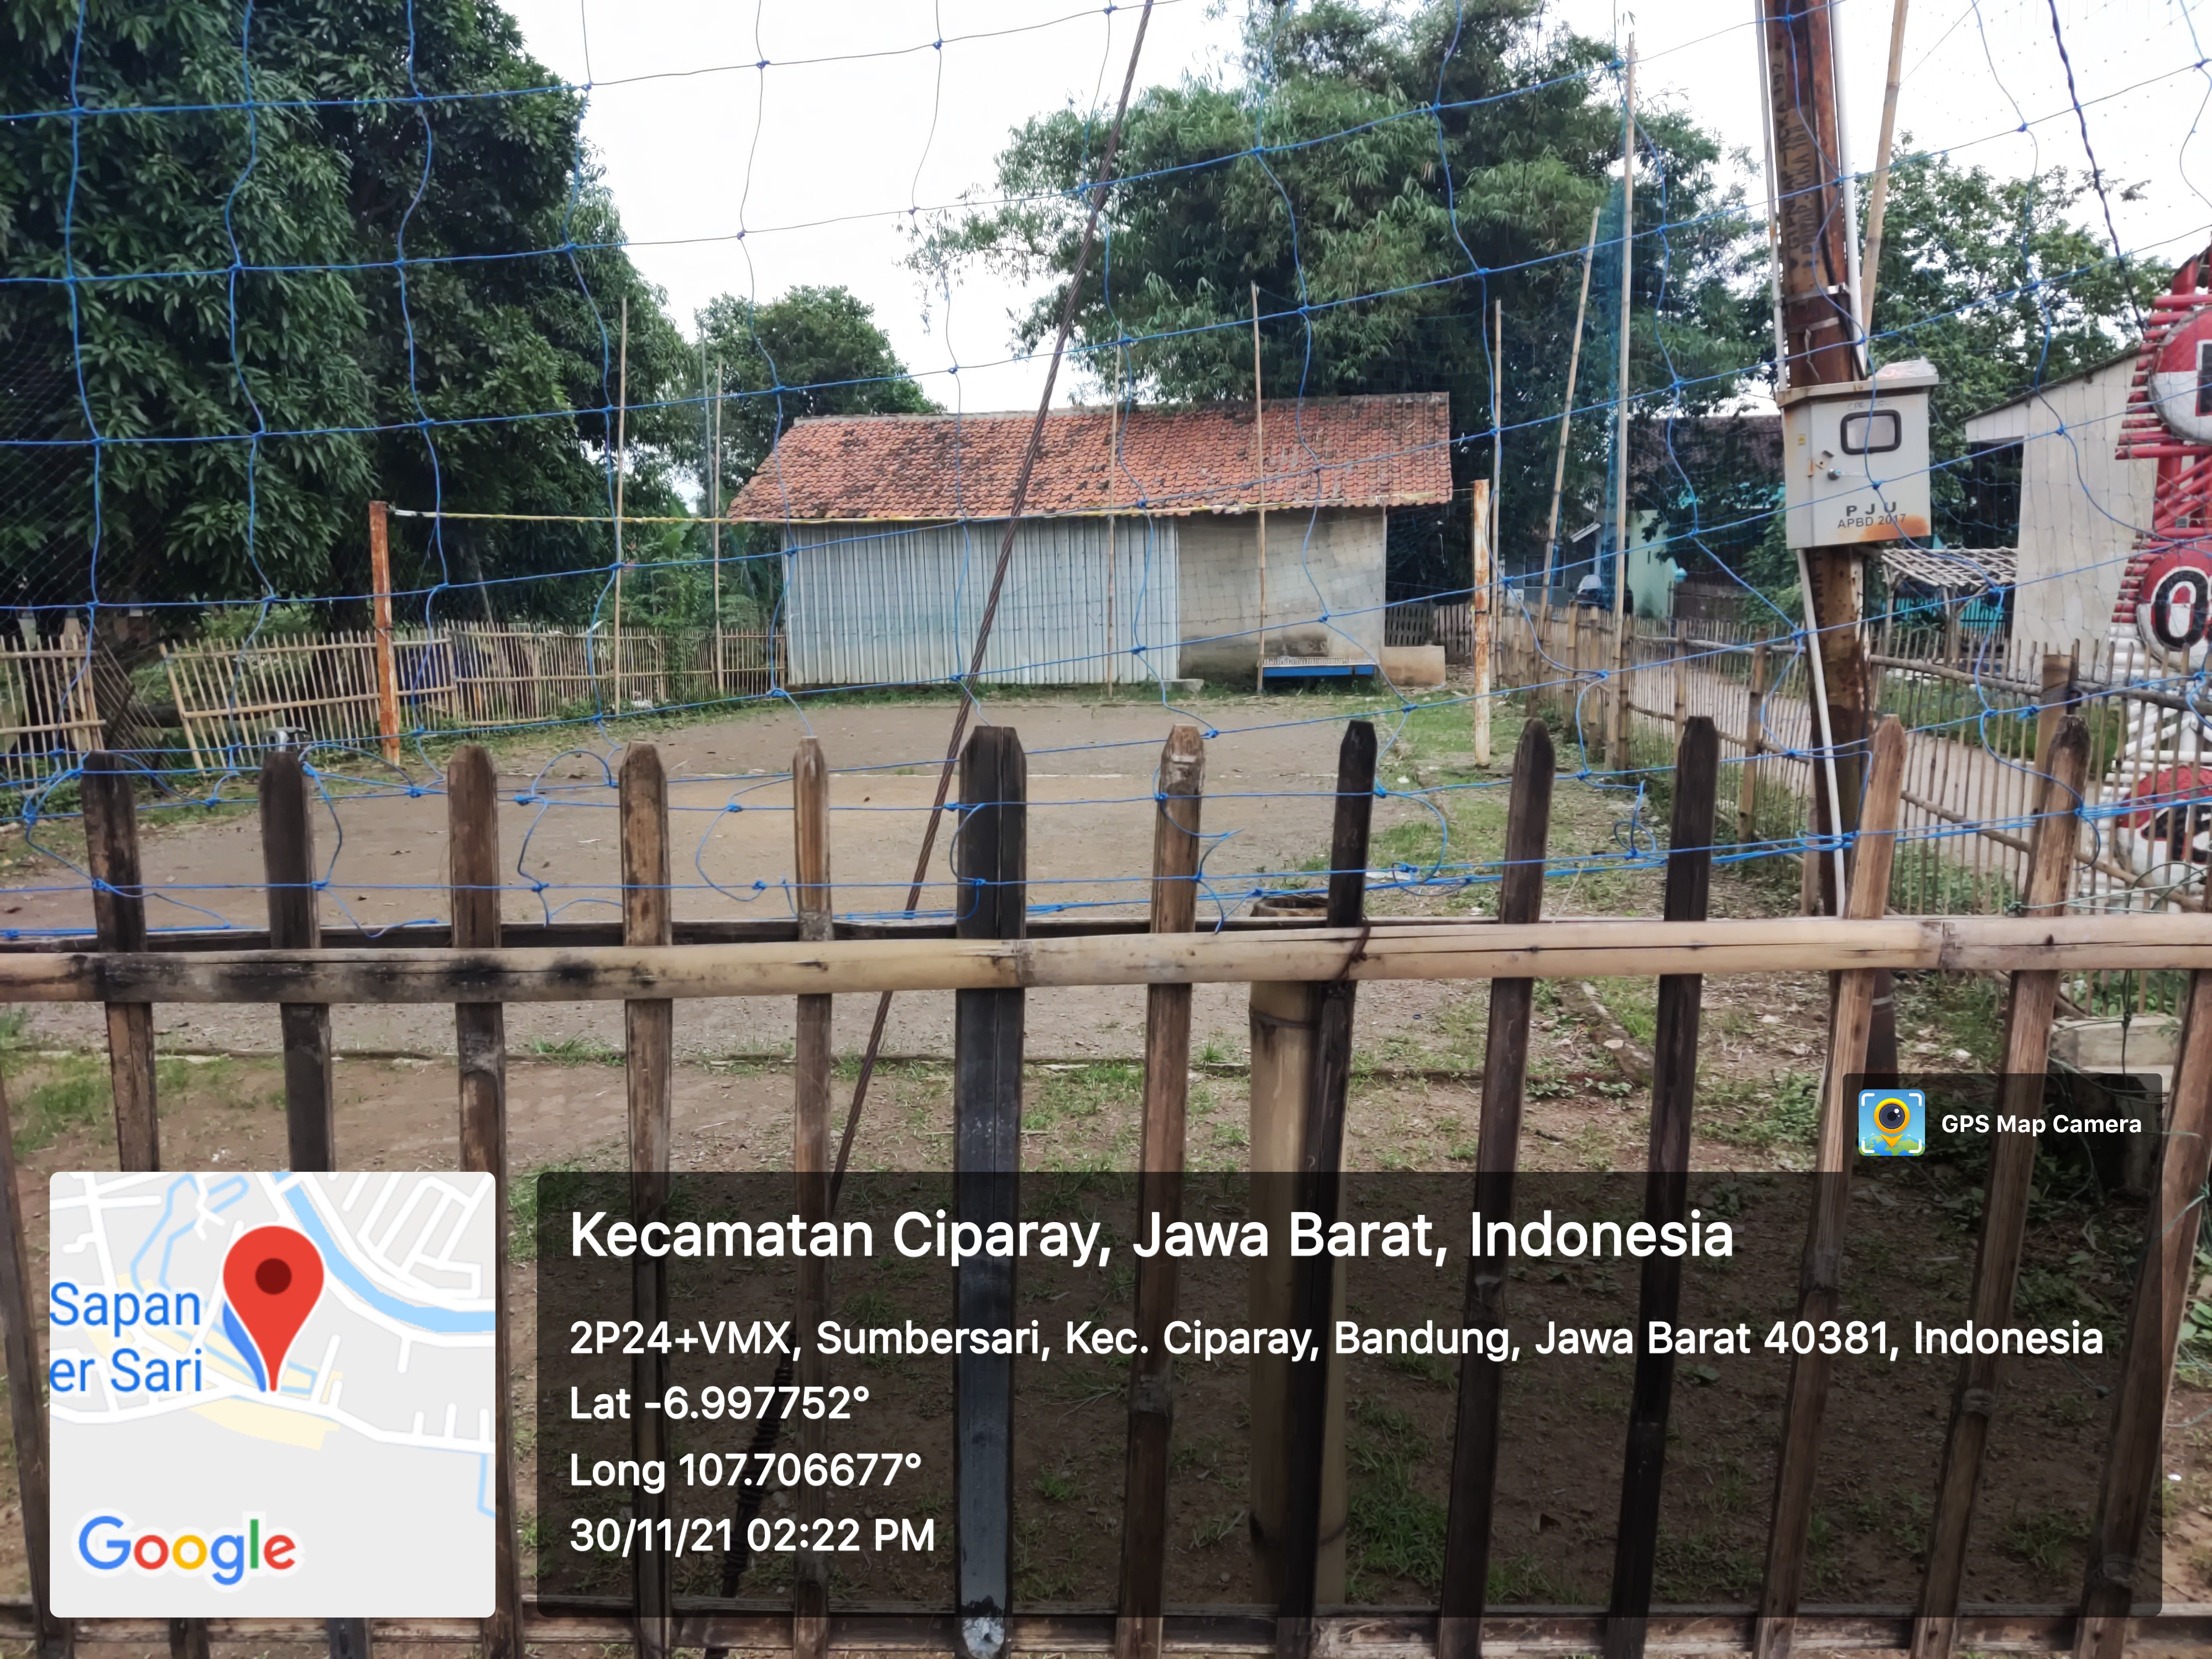 P J U
APBD 2017
0
GPS Map Camera
Sapan
er Sari
Google
Kecamatan Ciparay, Jawa Barat, Indonesia
2P24+VMX, Sumbersari, Kec. Ciparay, Bandung, Jawa Barat 40381, Indonesia
Lat -6.997752°
Long 107.706677°
30/11/21 02:22 PM